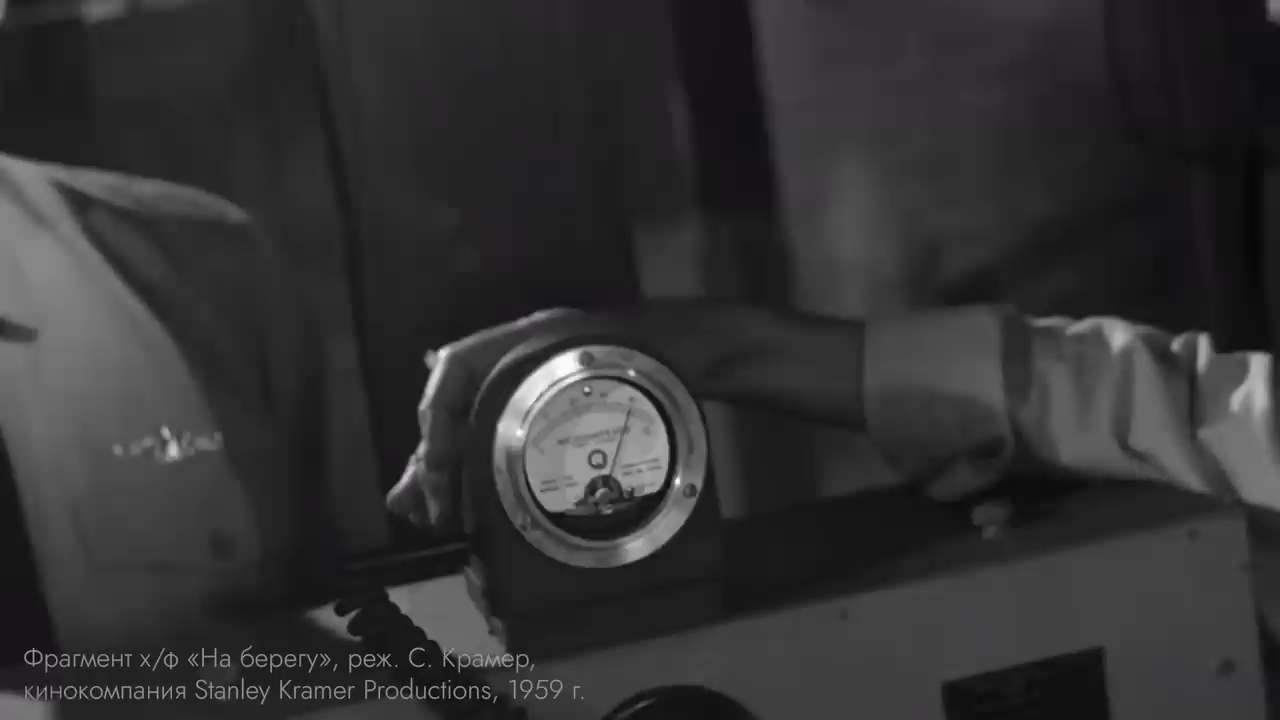 Q
Фрагмент х/ф «На берегу», реж. С. Крамер,
кинокомпания Stanley Kramer Productions, 1959 г.